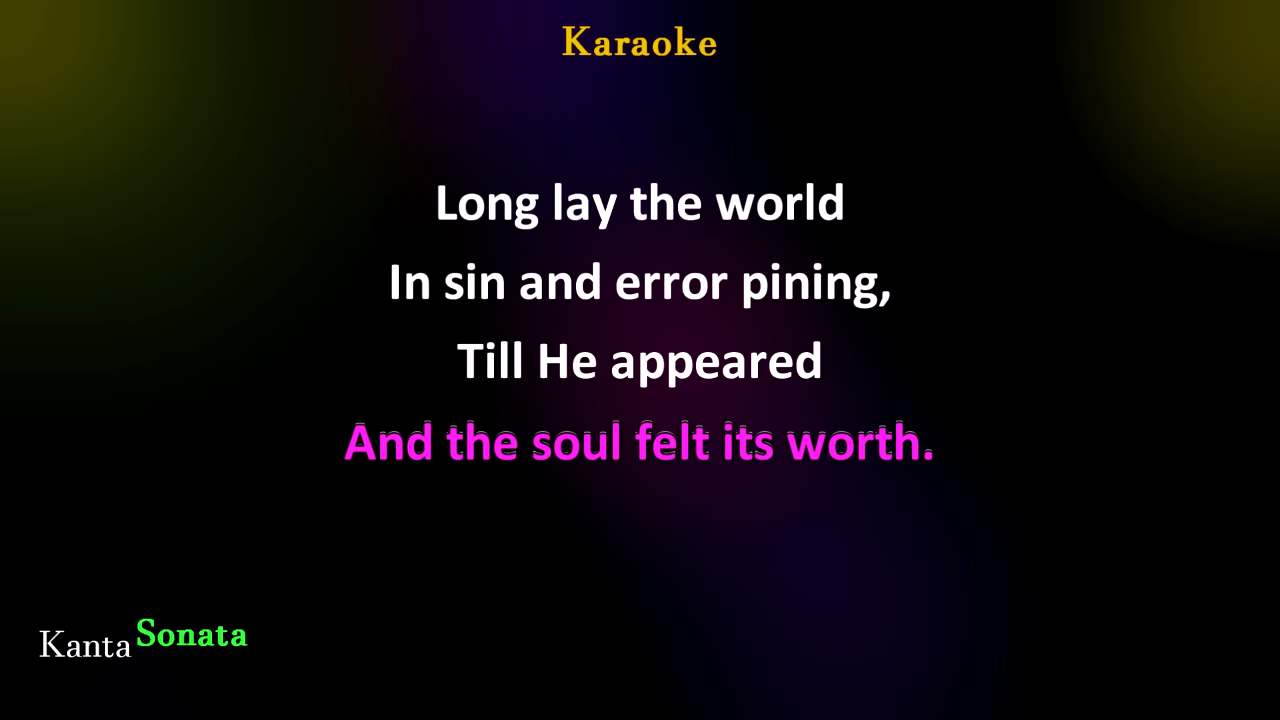 Karaoke
Long lay the world
In sin and error pining,
Till He appeared
And the soul felt its worth.
Kanta Sonata